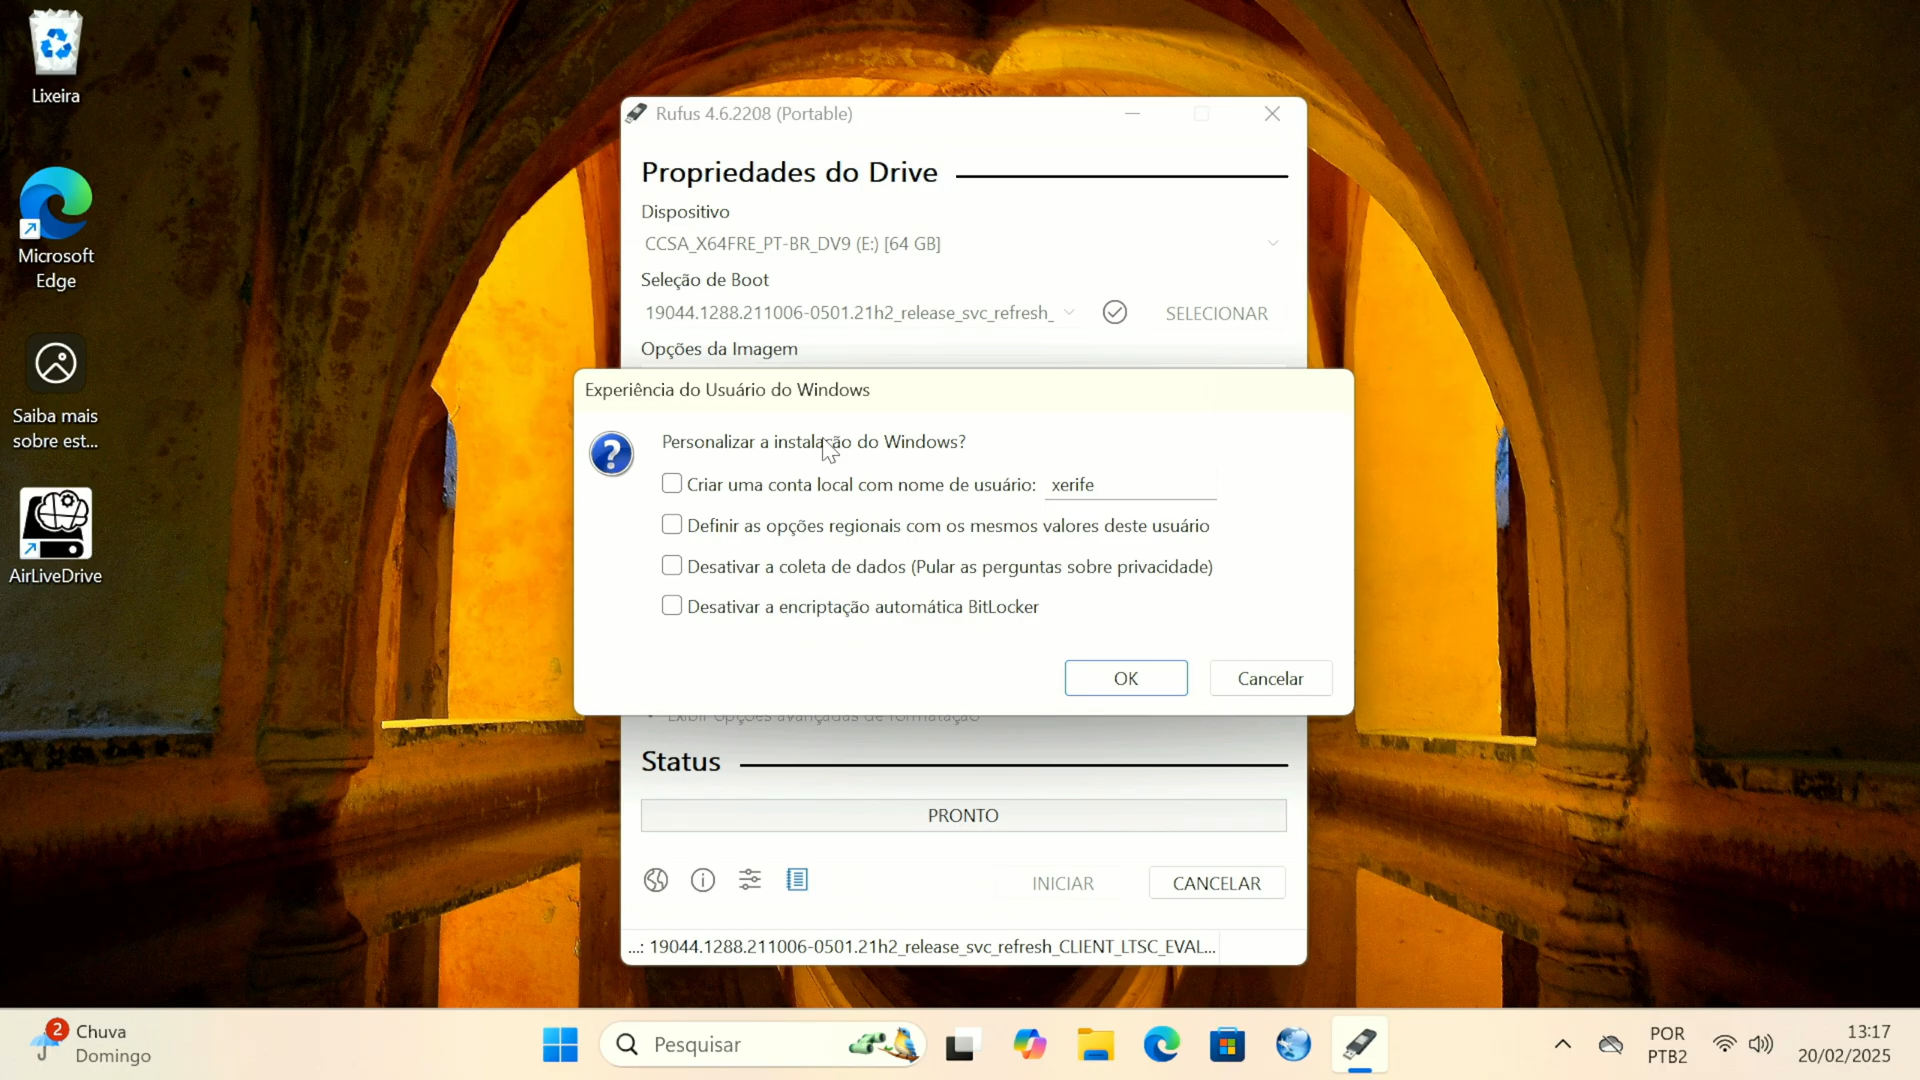 Lixeira
Microsoft
Edge
Saiba mais
sobre est...
AirLiveDrive
Rufus 4.6.2208 (Portable)
Propriedades do Drive
Dispositivo
CCSA_X64FRE_PT-BR_DV9 (E:) [64 GB]
Seleção de Boot
19044.1288.211006-0501.21h2_release_svc_refresh_
SELECIONAR
Opções da Imagem
Experiência do Usuário do Windows
Personalizar a instalação do Windows?
Criar uma conta local com nome de usuário: xerife
Definir as opções regionais com os mesmos valores deste usuário
Desativar a coleta de dados (Pular as perguntas sobre privacidade)
Desativar a encriptação automática BitLocker
OK
Cancelar
Exibir opções avançadas de formatação
Status
PRONTO
INICIAR
CANCELAR
...: 19044.1288.211006-0501.21h2_release_svc_refresh_CLIENT_LTSC_EVAL...
2
Chuva
Domingo
Pesquisar
POR
PTB2
13:17
20/02/2025